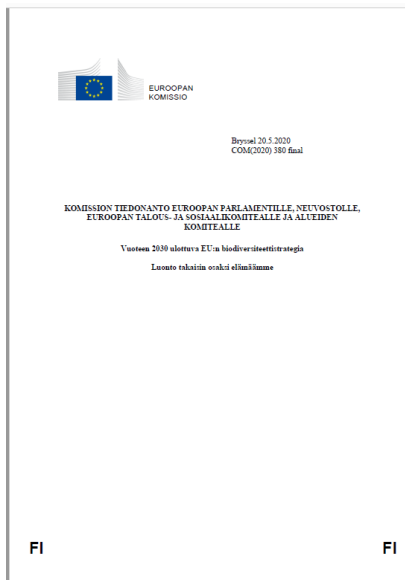 EUROOPAN
KOMISSIO
Bryssel 20.5.2020
COM(2020) 380 final
KOMISSION TIEDONANTO EUROOPAN PARLAMENTILLE, NEUVOSTOLLE,
EUROOPAN TALOUS- JA SOSIAALIKOMITEALLE JA ALUEIDEN
KOMITEALLE
Vuoteen 2030 ulottuva EU:n biodiversiteettistrategia
Luonto takaisin osaksi elämäämme
FI FI